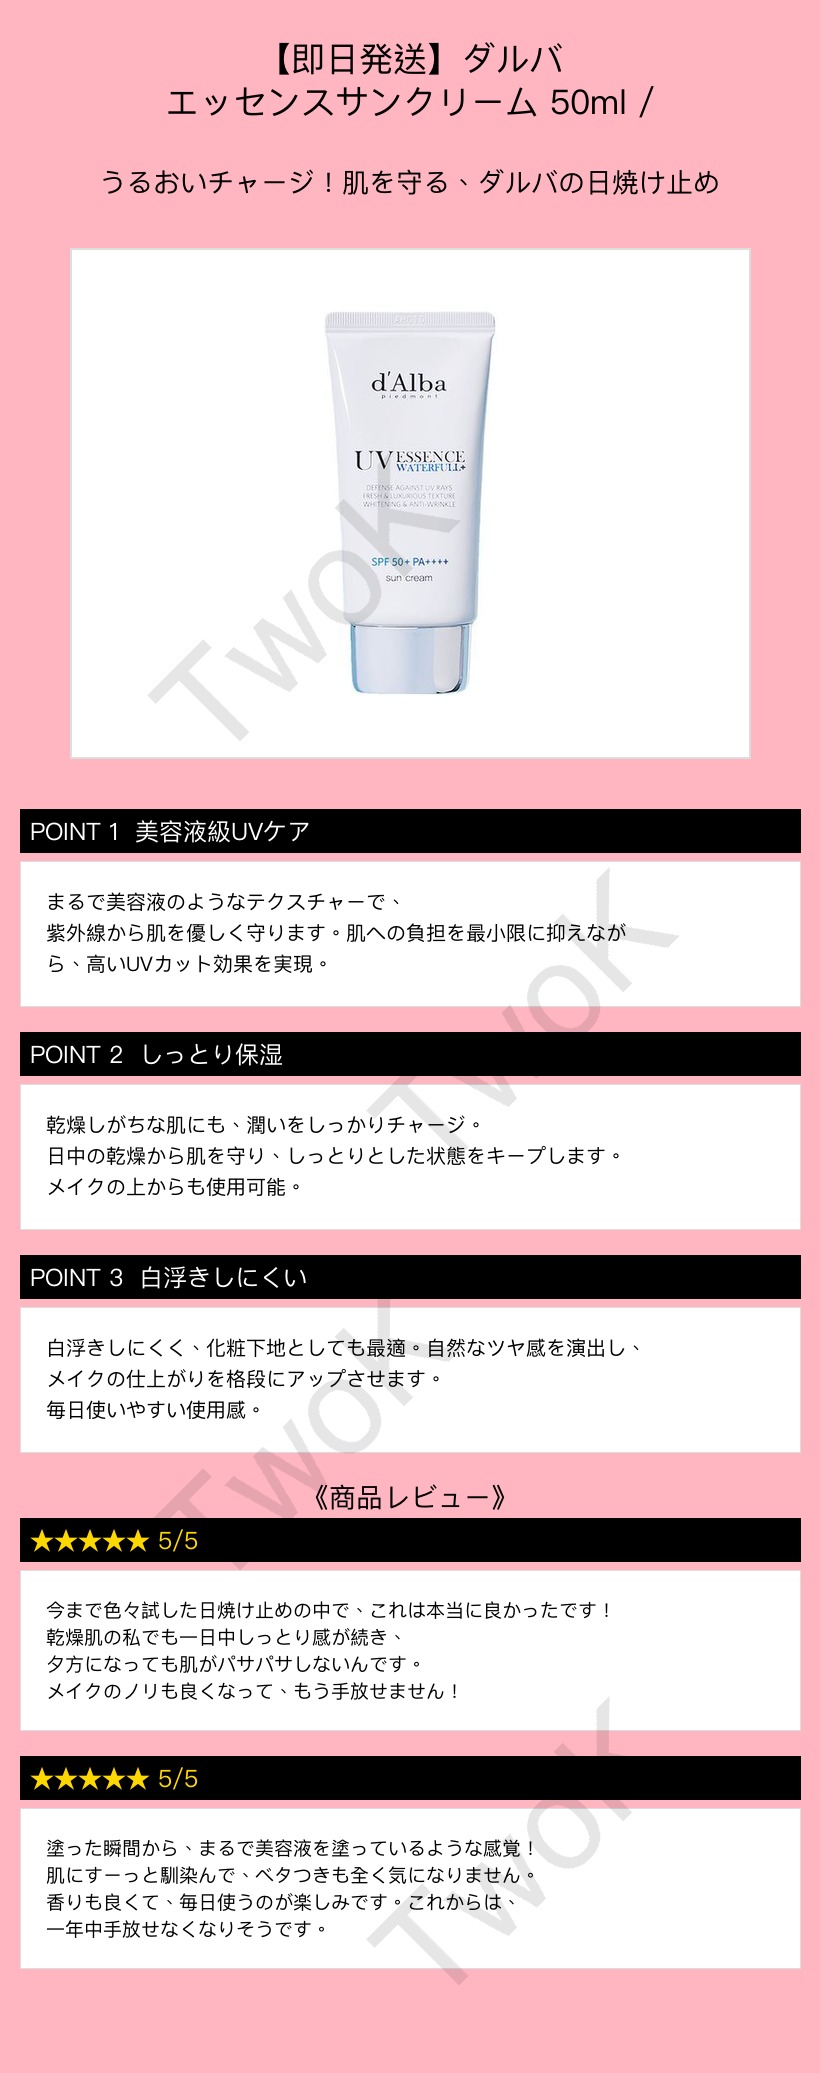 【即日発送】ダルバ
エッセンスサンクリーム 50ml /
うるおいチャージ！肌を守る、ダルバの日焼け止め
d'Alba
piedmont
UV ESSENCE
WATERFULL+
DEFENSE AGAINST UV RAYS
FRESH & LUXURIOUS TEXTURE
WHITENING & ANTI-WRINKLE
SPF 50+ PA++++
sun cream
TwoK
POINT 1 美容液級UVケア
まるで美容液のようなテクスチャーで、
紫外線から肌を優しく守ります。肌への負担を最小限に抑えなが
ら、高いUVカット効果を実現。
TwoK
POINT 2 しっとり保湿
乾燥しがちな肌にも、潤いをしっかりチャージ。
日中の乾燥から肌を守り、しっとりとした状態をキープします。
メイクの上からも使用可能。
POINT 3 白浮きしにくい
白浮きしにくく、化粧下地としても最適。自然なツヤ感を演出し、
メイクの仕上がりを格段にアップさせます。
毎日使いやすい使用感。
TwoK
《商品レビュー》
★★★★★ 5/5
今まで色々試した日焼け止めの中で、これは本当に良かったです！
乾燥肌の私でも一日中しっとり感が続き、
夕方になっても肌がパサパサしないんです。
メイクのノリも良くなって、もう手放せません！
★★★★★ 5/5
塗った瞬間から、まるで美容液を塗っているような感覚！
肌にすーっと馴染んで、ベタつきも全く気になりません。
香りも良くて、毎日使うのが楽しみです。これからは、
一年中手放せなくなりそうです。
TwoK